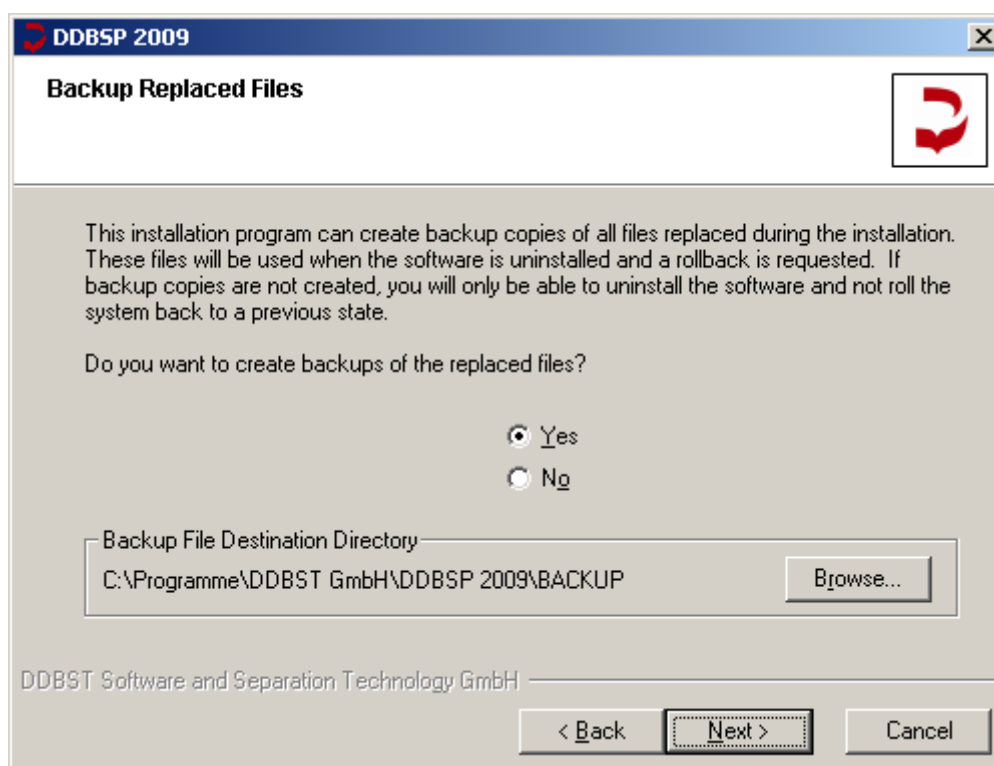 DDBSP 2009
Backup Replaced Files
This installation program can create backup copies of all files replaced during the installation.
These files will be used when the software is uninstalled and a rollback is requested.  If
backup copies are not created, you will only be able to uninstall the software and not roll the
system back to a previous state.
Do you want to create backups of the replaced files?
Yes
No
Backup File Destination Directory
C:\Programme\DDBST GmbH\DDBSP 2009\BACKUP
Browse...
DDBST Software and Separation Technology GmbH
< Back
Next >
Cancel